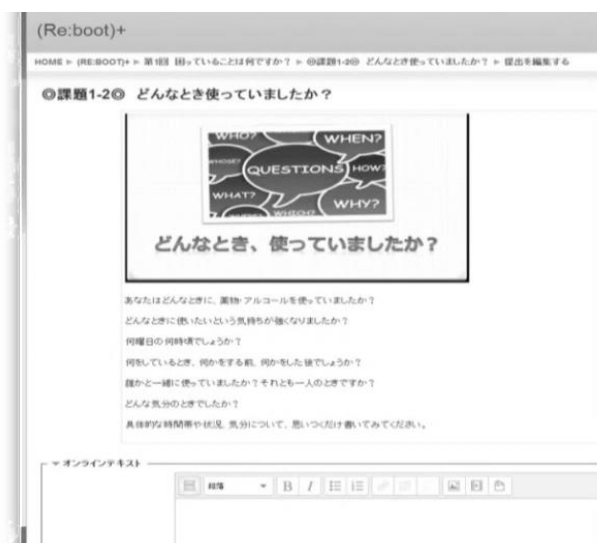 (Re:boot)+
HOME ► (RE:BOOT)+ ► 第1回 困っていることは何ですか？ ► ◎課題1-2◎ どんなとき使っていましたか？ ► 提出を編集する
◎課題1-2◎ どんなとき使っていましたか？
WHO?
WHEN?
WHOSE?
QUESTIONS
HOW?
WHAT?
WHICH?
WHY?
どんなとき、使っていましたか？
あなたはどんなときに、薬物・アルコールを使っていましたか？
どんなときに使いたいという気持ちが強くなりましたか？
何曜日の何時頃でしょうか？
何をしているとき、何かをする前、何かをした後でしょうか？
誰かと一緒に使っていましたか？それとも一人のときですか？
どんな気分のときでしたか？
具体的な時間帯や状況、気分について、思いつくだけ書いてみてください。
オンラインテキスト
段落
B I